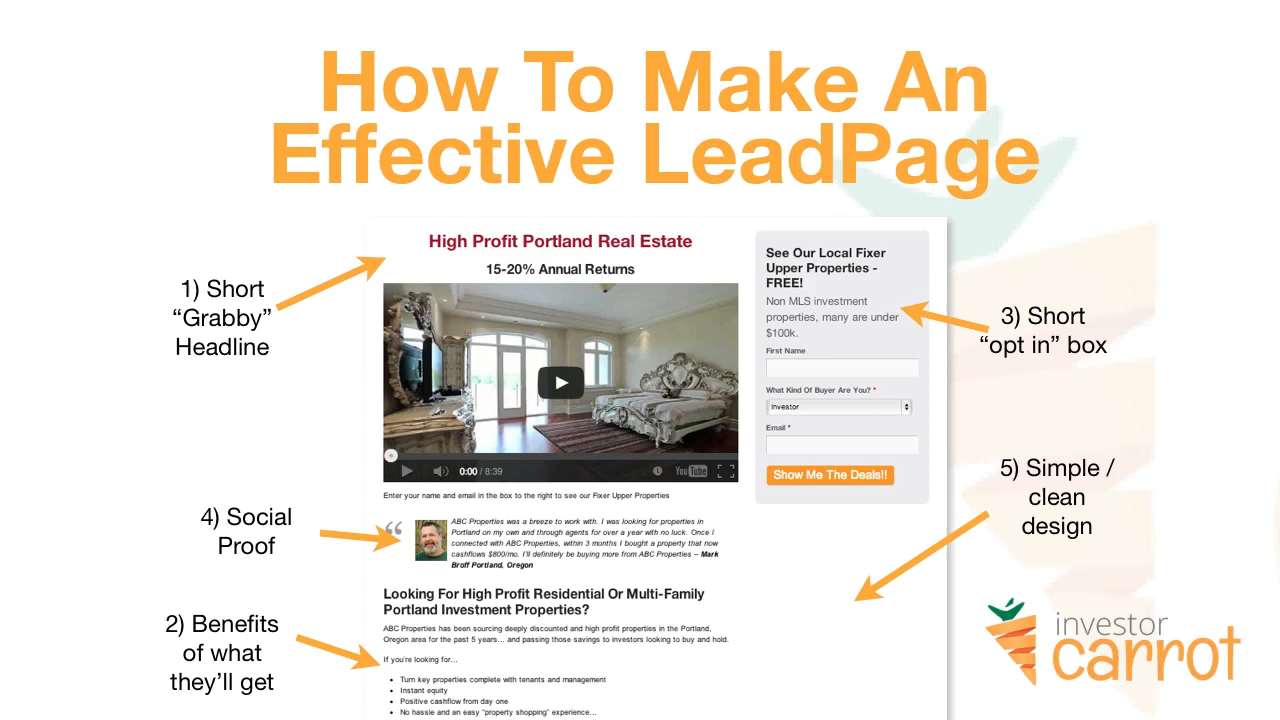 How To Make An
Effective LeadPage
1) Short
“Grabby”
Headline
High Profit Portland Real Estate
15-20% Annual Returns
0:00 / 8:39
YouTube
Enter your name and email in the box to the right to see our Fixer Upper Properties
See Our Local Fixer
Upper Properties -
FREE!
Non MLS investment
properties, many are under
$100k.
First Name
What Kind Of Buyer Are You? *
Investor
Email *
Show Me The Deals!!
3) Short
“opt in” box
4) Social
Proof
“
ABC Properties was a breeze to work with. I was looking for properties in
Portland on my own and through agents for over a year with no luck. Once I
connected with ABC Properties, within 3 months I bought a property that now
cashflows $800/mo. I'll definitely be buying more from ABC Properties – Mark
Broff Portland, Oregon
5) Simple /
clean
design
2) Benefits
of what
they’ll get
Looking For High Profit Residential Or Multi-Family
Portland Investment Properties?
ABC Properties has been sourcing deeply discounted and high profit properties in the Portland,
Oregon area for the past 5 years… and passing those savings to investors looking to buy and hold.
If you're looking for…
• Turn key properties complete with tenants and management
• Instant equity
• Positive cashflow from day one
• No hassle and an easy "property shopping" experience…
investor
carrot